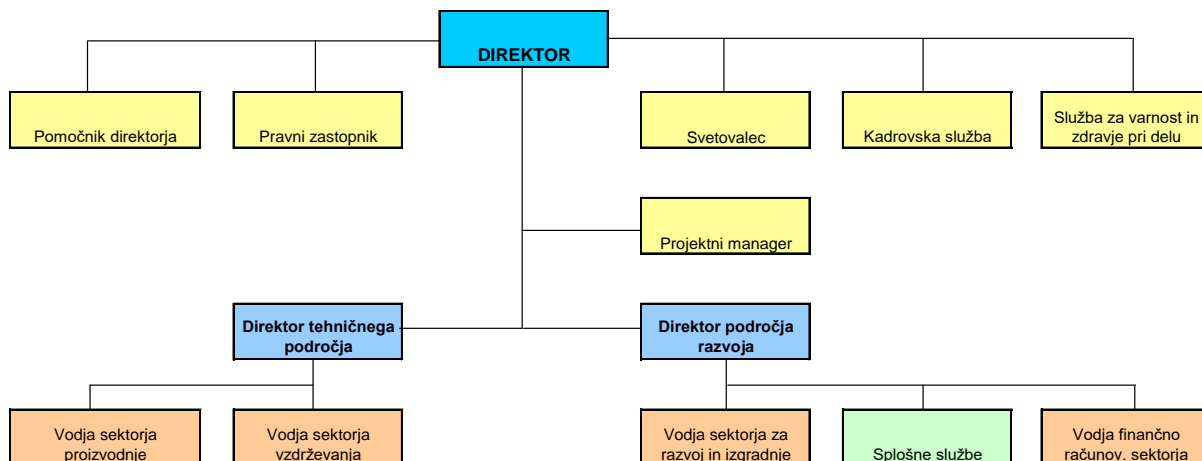 DIREKTOR
Pomočnik direktorja
Pravni zastopnik
Svetovalec
Kadrovska služba
Služba za varnost in
zdravje pri delu
Projektni manager
Direktor tehničnega
področja
Direktor področja
razvoja
Vodja sektorja
proizvodnje
Vodja sektorja
vzdrževanja
Vodja sektorja za
razvoj in izgradnje
Splošne službe
Vodja finančno
računov. sektorja